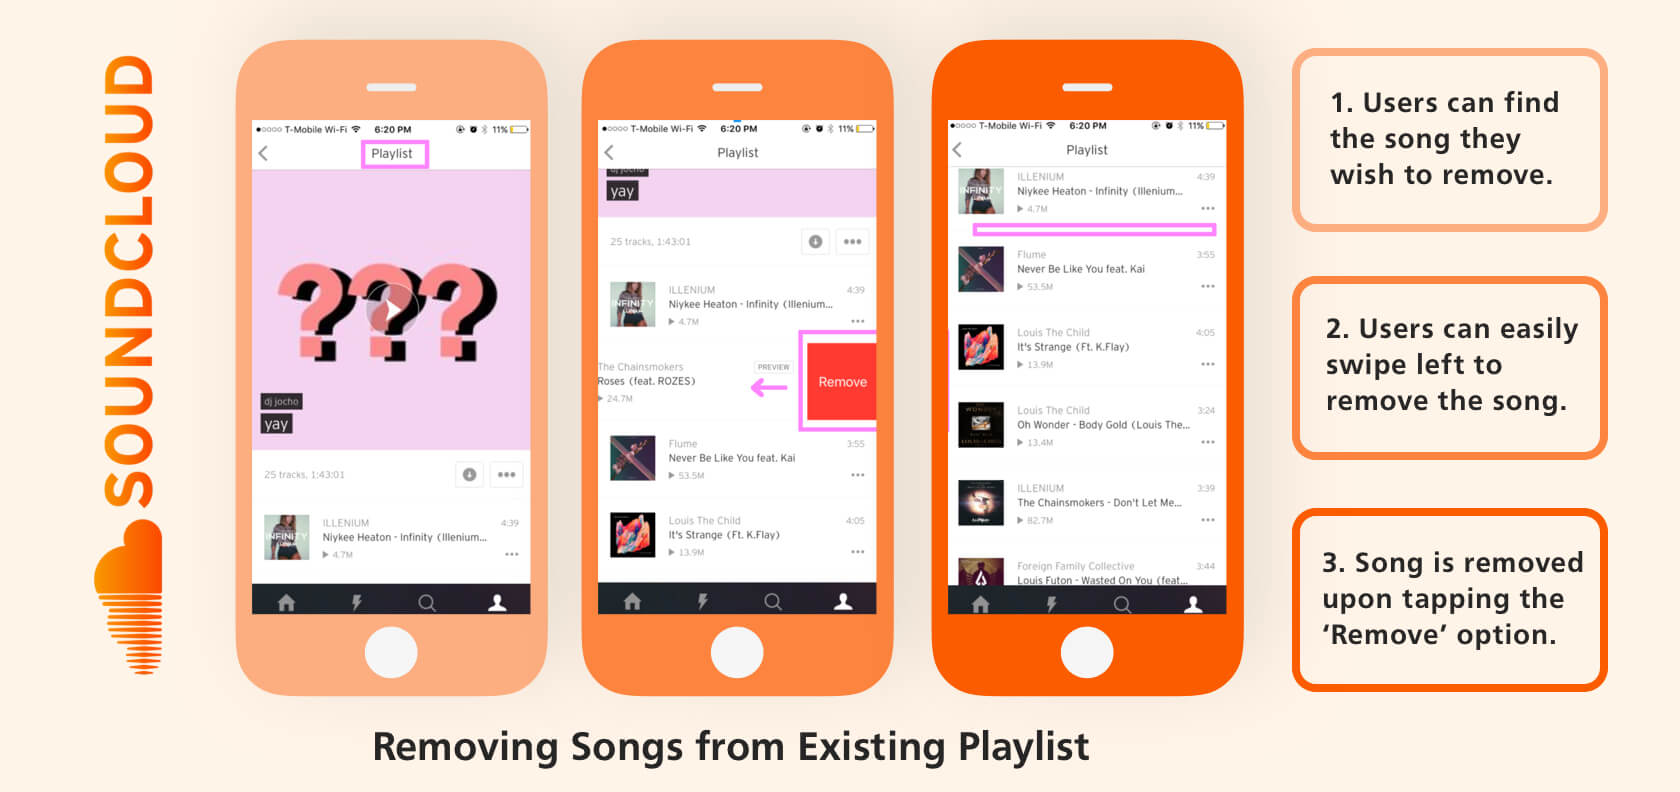 SOUNDCLOUD
T-Mobile Wi-Fi 6:20 PM 11%
Playlist
???
dj jocho
yay
25 tracks, 1:43:01
INFINITY
ILLENIUM 4:39
Niykee Heaton - Infinity (Illenium...
4.7M
T-Mobile Wi-Fi 6:20 PM 11%
Playlist
dj jocho
yay
25 tracks, 1:43:01
INFINITY
ILLENIUM 4:39
Niykee Heaton - Infinity (Illenium...
4.7M
The Chainsmokers PREVIEW
Roses (feat. ROZES)
24.7M
Remove
Flume 3:55
Never Be Like You feat. Kai
53.5M
Louis The Child 4:05
It's Strange (Ft. K.Flay)
13.9M
T-Mobile Wi-Fi 6:20 PM 11%
Playlist
INFINITY
ILLENIUM 4:39
Niykee Heaton - Infinity (Illenium...
4.7M
Flume 3:55
Never Be Like You feat. Kai
53.5M
Louis The Child 4:05
It's Strange (Ft. K.Flay)
13.9M
Louis The Child 3:24
Oh Wonder - Body Gold (Louis The...
13.4M
ILLENIUM 3:39
The Chainsmokers - Don't Let Me...
82.7M
Foreign Family Collective 3:44
Louis Futon - Wasted On You (feat...
1. Users can find
the song they
wish to remove.
2. Users can easily
swipe left to
remove the song.
3. Song is removed
upon tapping the
‘Remove’ option.
Removing Songs from Existing Playlist